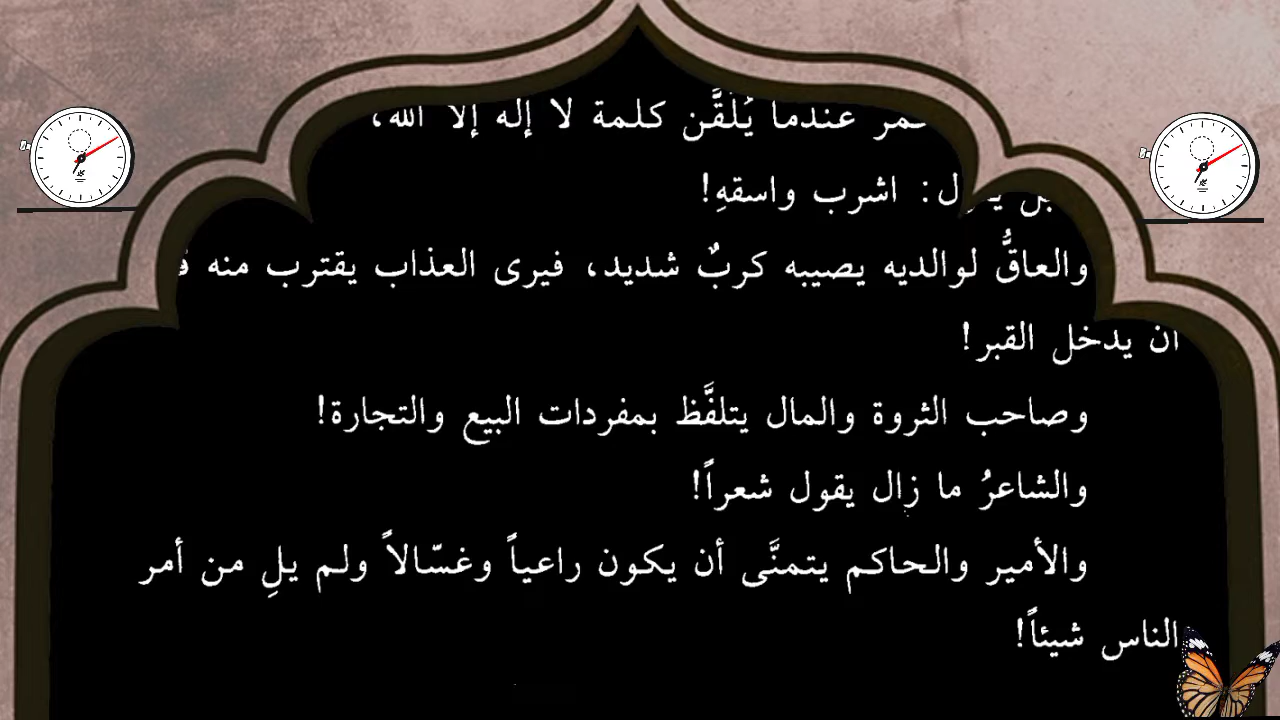 عندما يُلَقَّن كلمة لا إله إلا الله،
اشرب واسقهِ!
والعاقُّ لوالديه يصيبه كربٌ شديد، فيرى العذاب يقترب منه
أن يدخل القبر!
وصاحب الثروة والمال يتلفَّظ بمفردات البيع والتجارة!
والشاعرُ ما زال يقول شعراً!
والأمير والحاكم يتمنَّى أن يكون راعياً وغسّالاً ولم يلِ من أمر
الناس شيئاً!